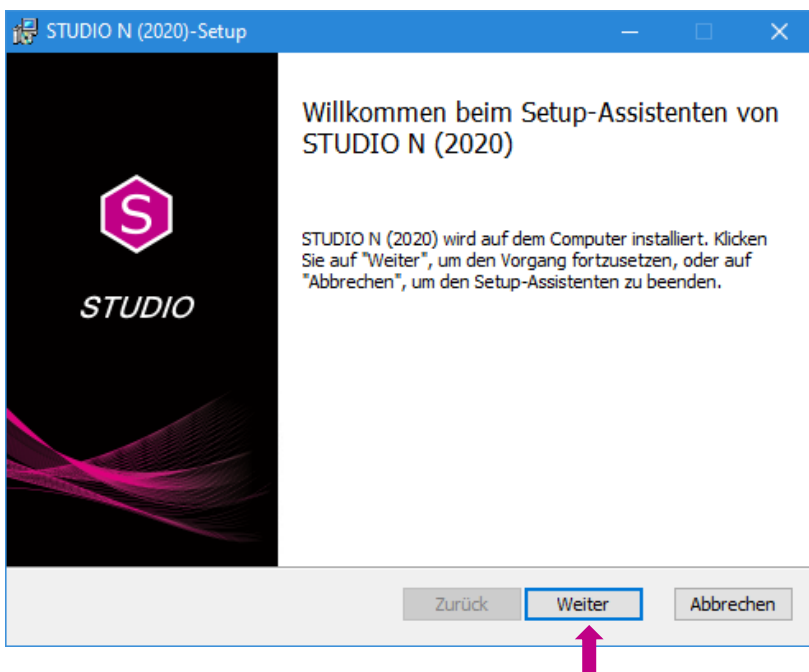 STUDIO N (2020)-Setup
Willkommen beim Setup-Assistenten von
STUDIO N (2020)
S
STUDIO
STUDIO N (2020) wird auf dem Computer installiert. Klicken
Sie auf "Weiter", um den Vorgang fortzusetzen, oder auf
"Abbrechen", um den Setup-Assistenten zu beenden.
Zurück
Weiter
Abbrechen